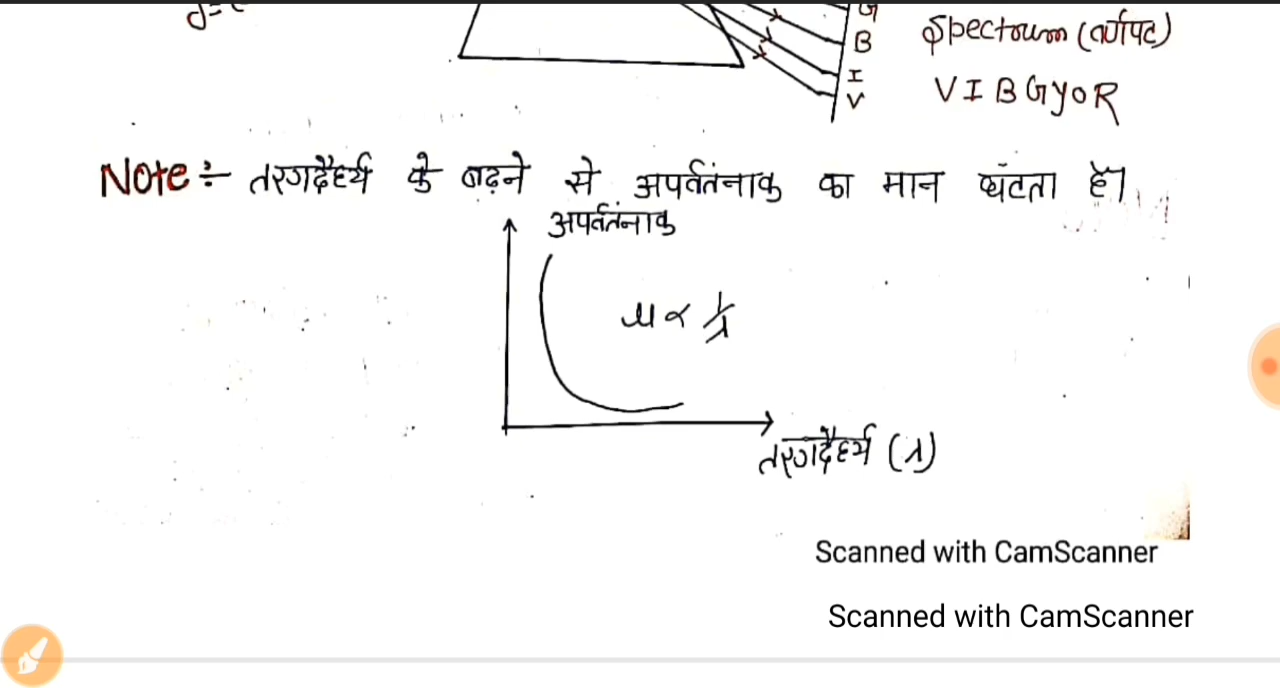 G
B
I
V
Spectrum (वर्णपट)
VIBGYOR
Note :- तरंगदैर्ध्य के बढ़ने से अपवर्तनांक का मान घटता है।
अपवर्तनांक
μ ∝ 1/λ
तरंगदैर्ध्य (λ)
Scanned with CamScanner
Scanned with CamScanner